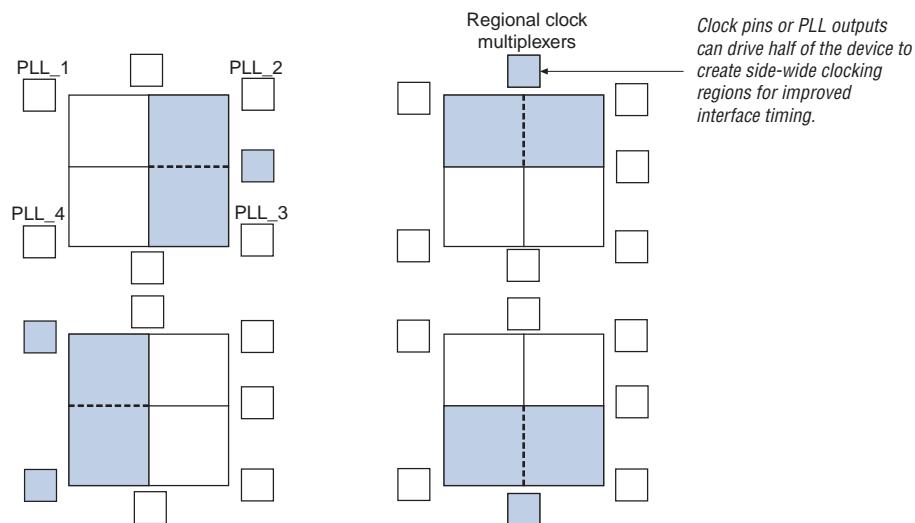 Regional clock
multiplexers
Clock pins or PLL outputs
can drive half of the device to
create side-wide clocking
regions for improved
interface timing.
PLL_1
PLL_2
PLL_4
PLL_3